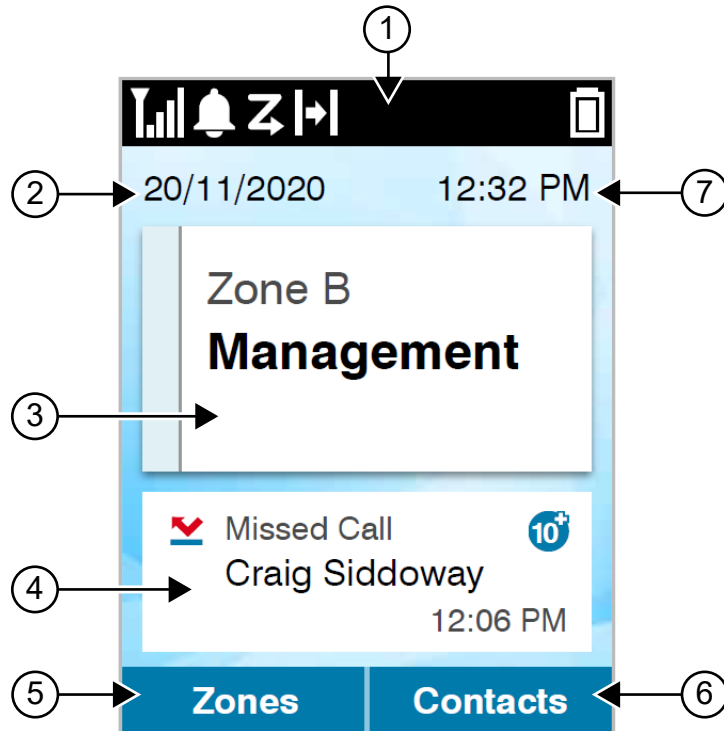 1
2
20/11/2020 12:32 PM
7
Zone B
Management
3
Missed Call 10+
Craig Siddoway
4
12:06 PM
5
Zones Contacts
6